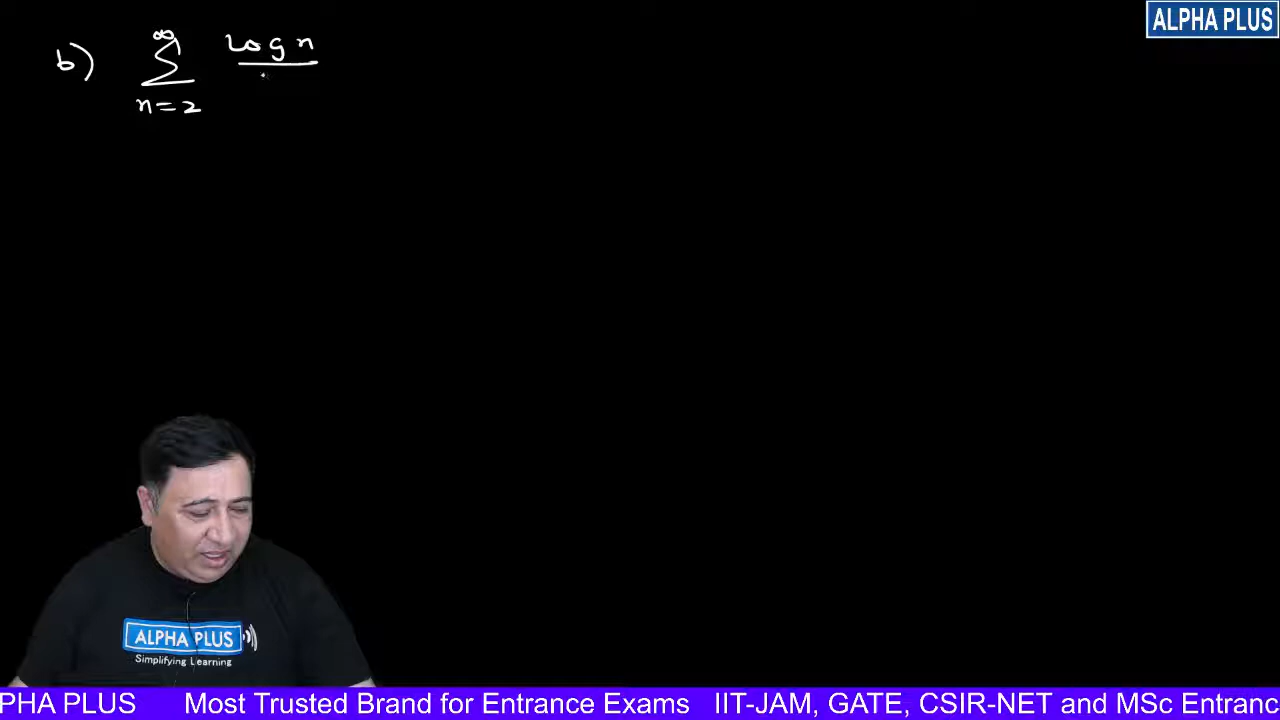 ALPHA PLUS
b) ∞ ∑ n=2 log n
ALPHA PLUS
Simplifying Learning
PHA PLUS Most Trusted Brand for Entrance Exams IIT-JAM, GATE, CSIR-NET and MSc Entranc